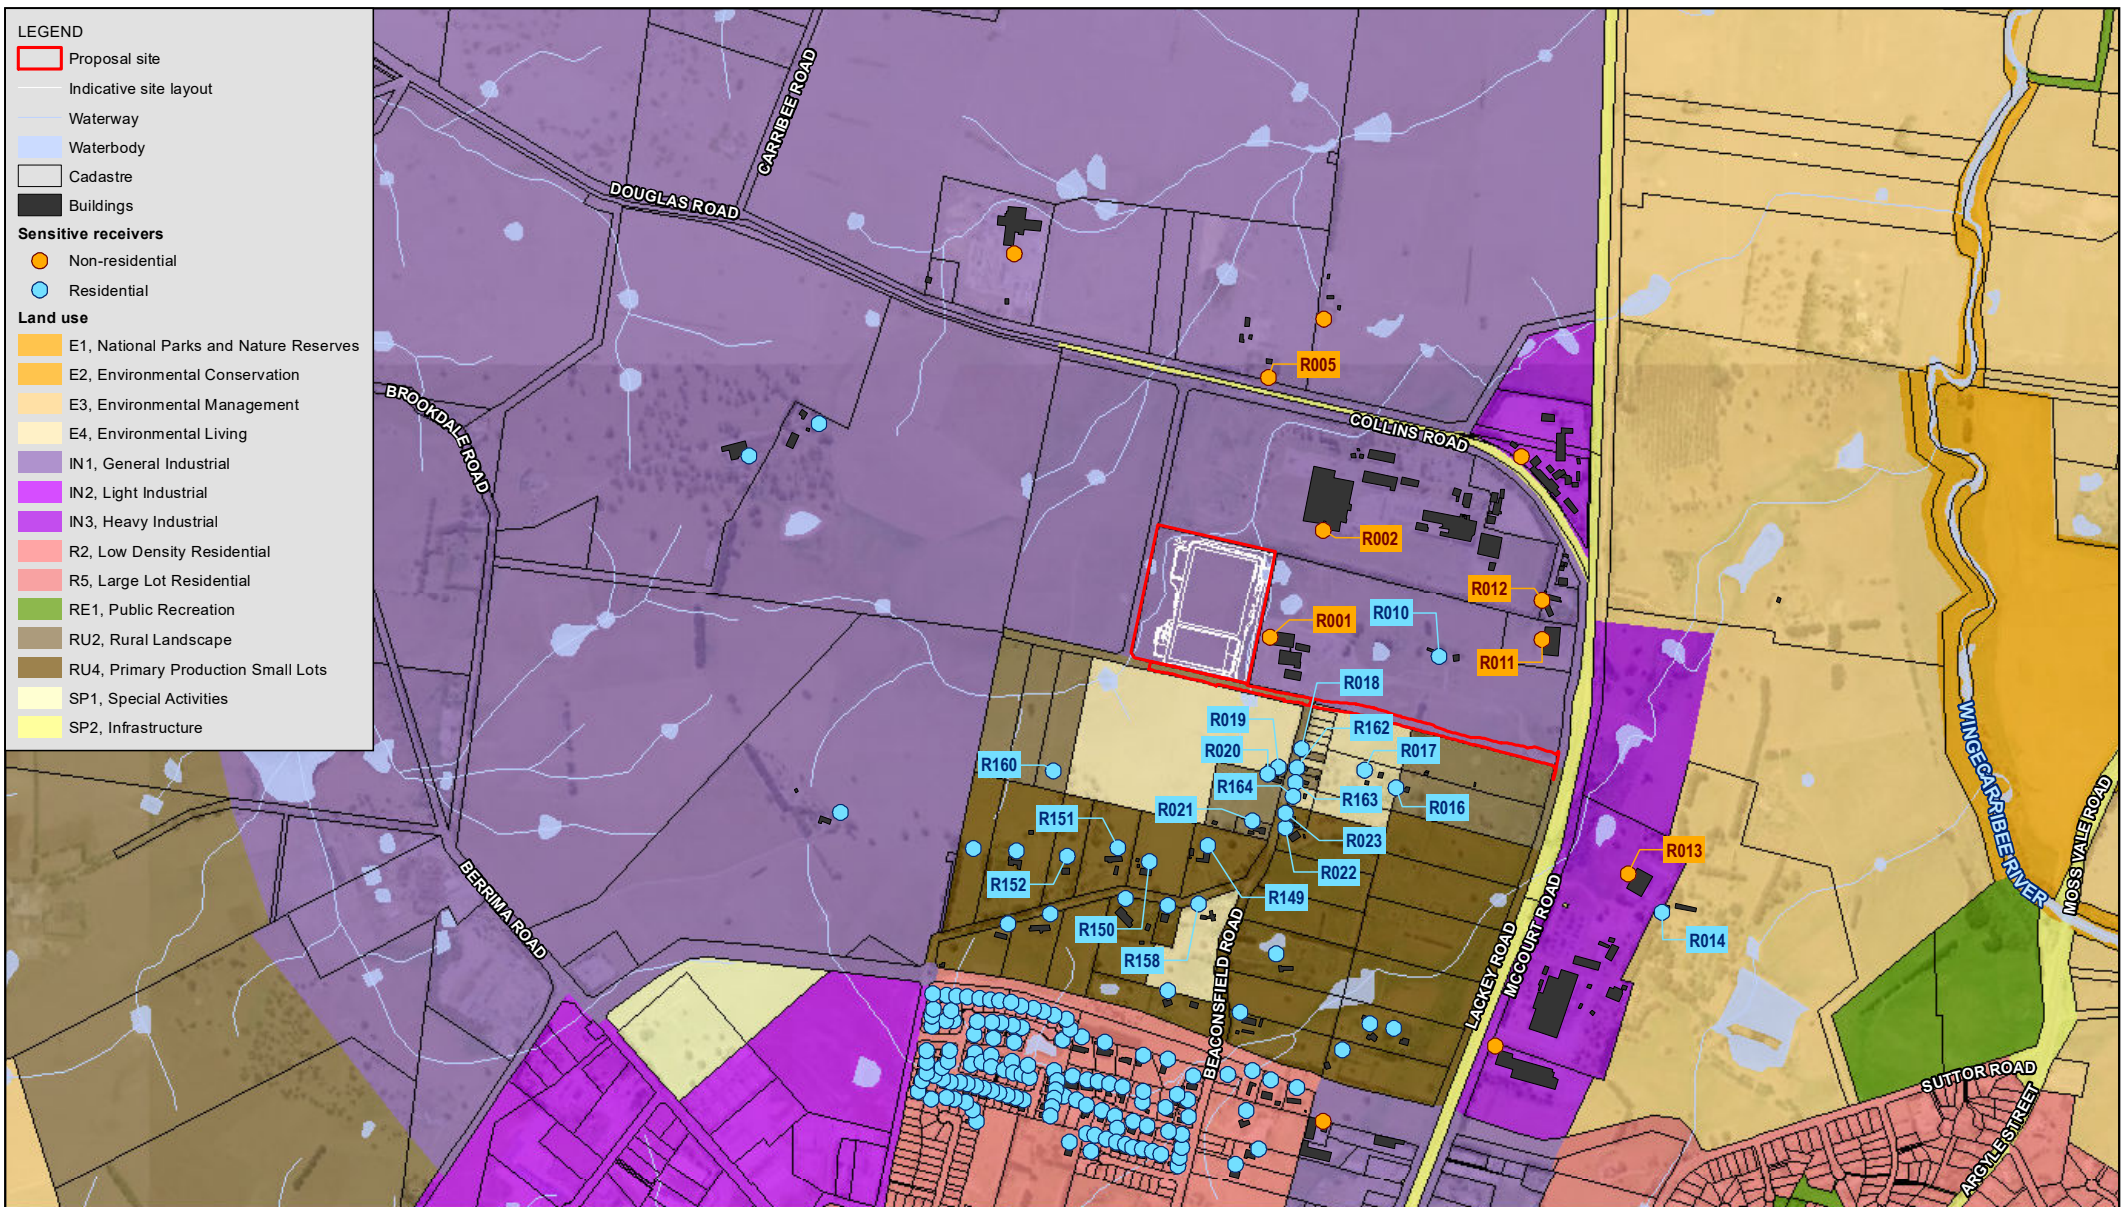 LEGEND
Proposal site
Indicative site layout
Waterway
Waterbody
Cadastre
Buildings
Sensitive receivers
Non-residential
Residential
Land use
E1, National Parks and Nature Reserves
E2, Environmental Conservation
E3, Environmental Management
E4, Environmental Living
IN1, General Industrial
IN2, Light Industrial
IN3, Heavy Industrial
R2, Low Density Residential
R5, Large Lot Residential
RE1, Public Recreation
RU2, Rural Landscape
RU4, Primary Production Small Lots
SP1, Special Activities
SP2, Infrastructure
CARRIBEE ROAD
DOUGLAS ROAD
R005
BROOKDALE ROAD
COLLINS ROAD
R002
R012
R010
R001
R011
R018
R019
R162
R020
R017
R160
R164
R163
R016
R021
R151
R023
R013
R152
R022
R149
R150
R158
R014
BERRIMA ROAD
BEACONSFIELD ROAD
LACKEY ROAD
MCCOURT ROAD
WINGECARRIBEE RIVER
MOSS VALE ROAD
SUTTOR ROAD
ARGYLE STREET